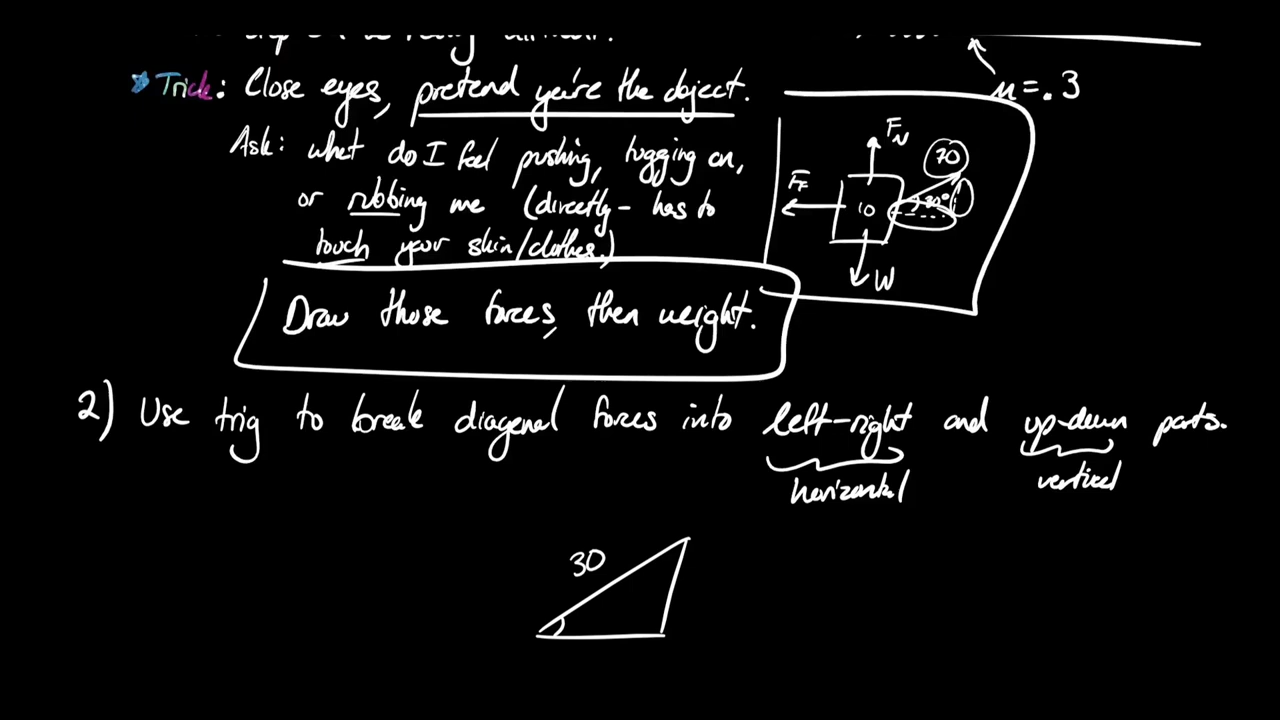 Trick: Close eyes, pretend you're the object.
μ=.3
Ask: what do I feel pushing, tugging on,
or rubbing me (directly - has to
touch your skin/clothes.)
F_N
70
F_F
10
30°
W
Draw those forces, then weight.
2) Use trig to break diagonal forces into left-right and up-down parts.
horizontal
vertical
30